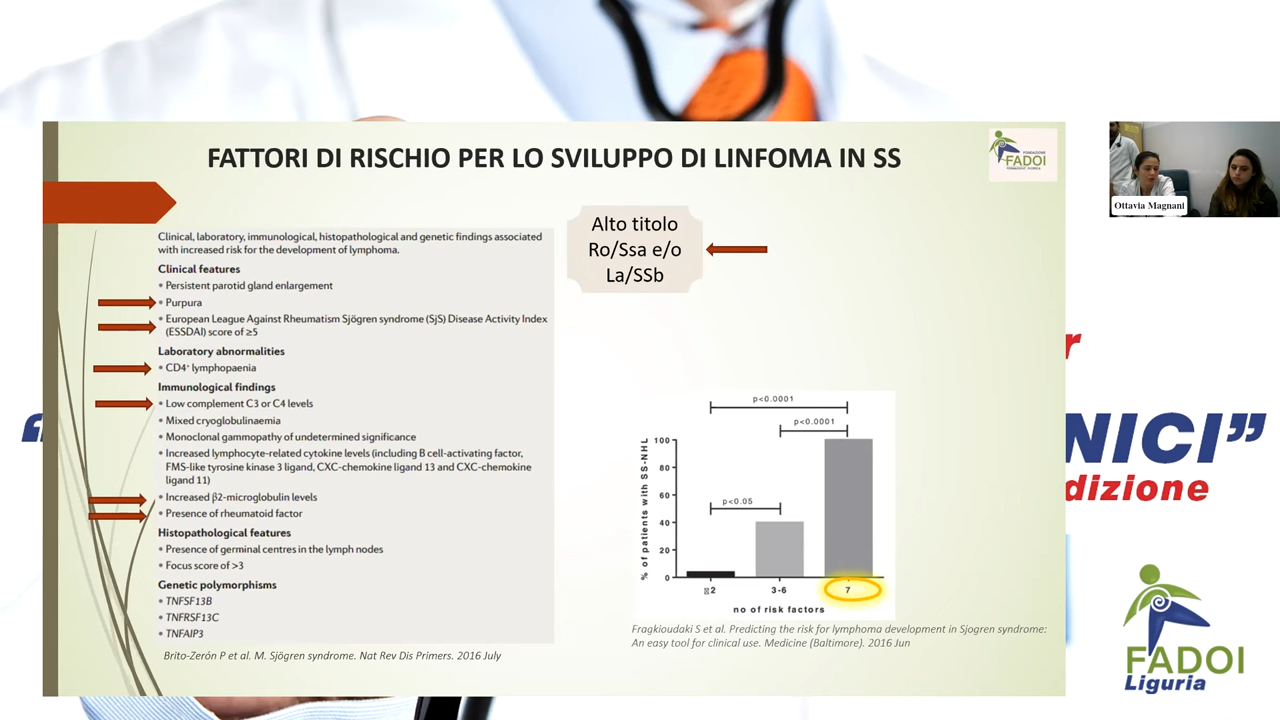 FATTORI DI RISCHIO PER LO SVILUPPO DI LINFOMA IN SS
FONDAZIONE
FADOI
Ottavia Magnani
Alto titolo
Ro/Ssa e/o
La/SSb
Clinical, laboratory, immunological, histopathological and genetic findings associated
with increased risk for the development of lymphoma.
Clinical features
• Persistent parotid gland enlargement
• Purpura
• European League Against Rheumatism Sjögren syndrome (SjS) Disease Activity Index
(ESSDAI) score of ≥5
Laboratory abnormalities
• CD4⁺ lymphopaenia
Immunological findings
• Low complement C3 or C4 levels
• Mixed cryoglobulinaemia
• Monoclonal gammopathy of undetermined significance
• Increased lymphocyte-related cytokine levels (including B cell-activating factor,
FMS-like tyrosine kinase 3 ligand, CXC-chemokine ligand 13 and CXC-chemokine
ligand 11)
• Increased β2-microglobulin levels
• Presence of rheumatoid factor
Histopathological features
• Presence of germinal centres in the lymph nodes
• Focus score of >3
Genetic polymorphisms
• TNFSF13B
• TNFRSF13C
• TNFAIP3
Brito-Zerón P et al. M. Sjögren syndrome. Nat Rev Dis Primers. 2016 July
p<0.0001
p<0.0001
p<0.05
% of patients with SS-NHL
100
80
60
40
20
0
2
3-6
7
no of risk factors
Fragkioudaki S et al. Predicting the risk for lymphoma development in Sjogren syndrome:
An easy tool for clinical use. Medicine (Baltimore). 2016 Jun
r
“
NICI”
dizione
FADOI
Liguria